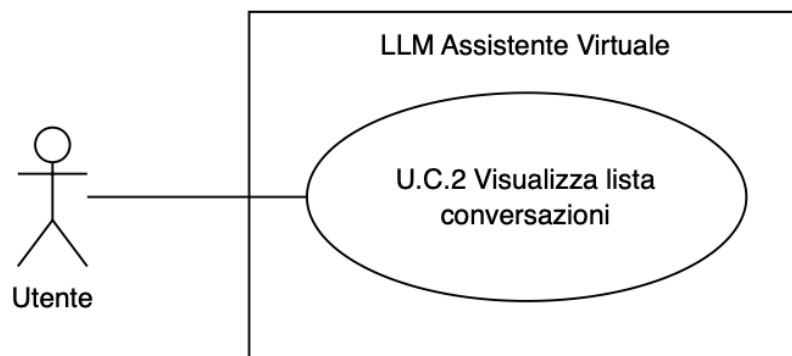 LLM Assistente Virtuale
U.C.2 Visualizza lista
conversazioni
Utente